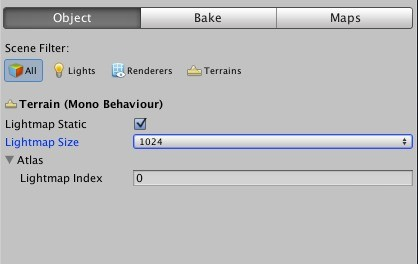 Object Bake Maps
Scene Filter:
All Lights Renderers Terrains
Terrain (Mono Behaviour)
Lightmap Static
Lightmap Size 1024
Atlas
Lightmap Index 0